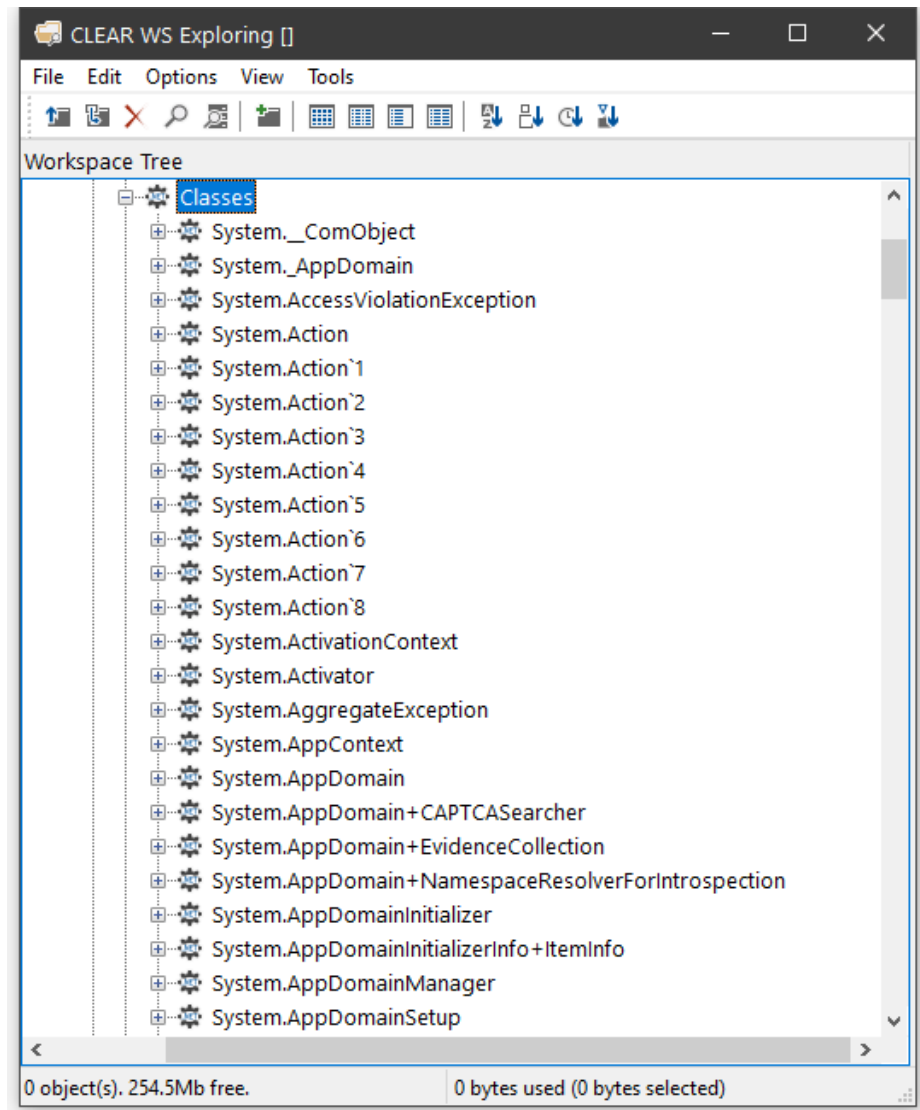 CLEAR WS Exploring []
File Edit Options View Tools
Workspace Tree
Classes
System.__ComObject
System._AppDomain
System.AccessViolationException
System.Action
System.Action`1
System.Action`2
System.Action`3
System.Action`4
System.Action`5
System.Action`6
System.Action`7
System.Action`8
System.ActivationContext
System.Activator
System.AggregateException
System.AppContext
System.AppDomain
System.AppDomain+CAPTCASearcher
System.AppDomain+EvidenceCollection
System.AppDomain+NamespaceResolverForIntrospection
System.AppDomainInitializer
System.AppDomainInitializerInfo+ItemInfo
System.AppDomainManager
System.AppDomainSetup
0 object(s). 254.5Mb free. 0 bytes used (0 bytes selected)